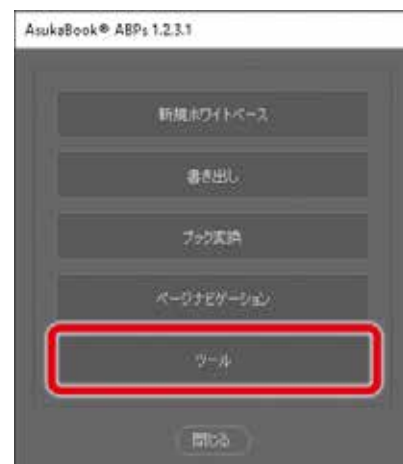 AsukaBook® ABPs 1.2.3.1
新規ホワイトベース
書き出し
ブック変換
ページナビゲーション
ツール
閉じる